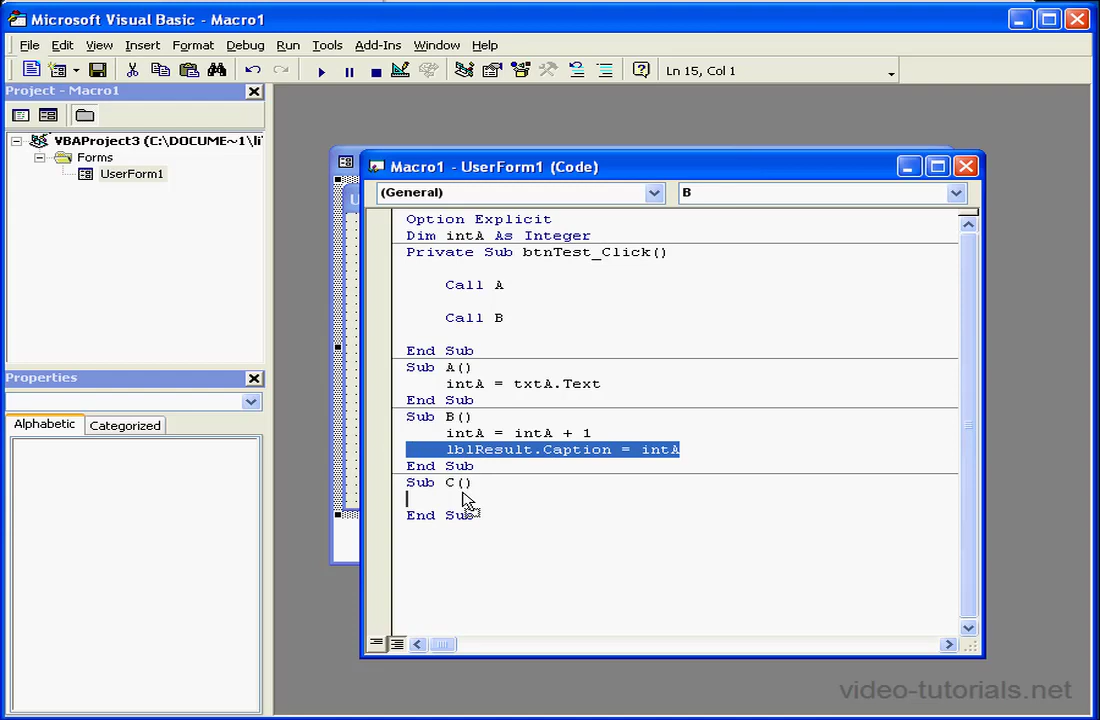 Microsoft Visual Basic - Macro1
File Edit View Insert Format Debug Run Tools Add-Ins Window Help
Ln 15, Col 1
Project - Macro1
VBAProject3 (C:\DOCUME~1\li
Forms
UserForm1
Properties
Alphabetic Categorized
Macro1 - UserForm1 (Code)
(General) B
Option Explicit
Dim intA As Integer
Private Sub btnTest_Click()
Call A
Call B
End Sub
Sub A()
intA = txtA.Text
End Sub
Sub B()
intA = intA + 1
lblResult.Caption = intA
End Sub
Sub C()
End Sub
video-tutorials.net